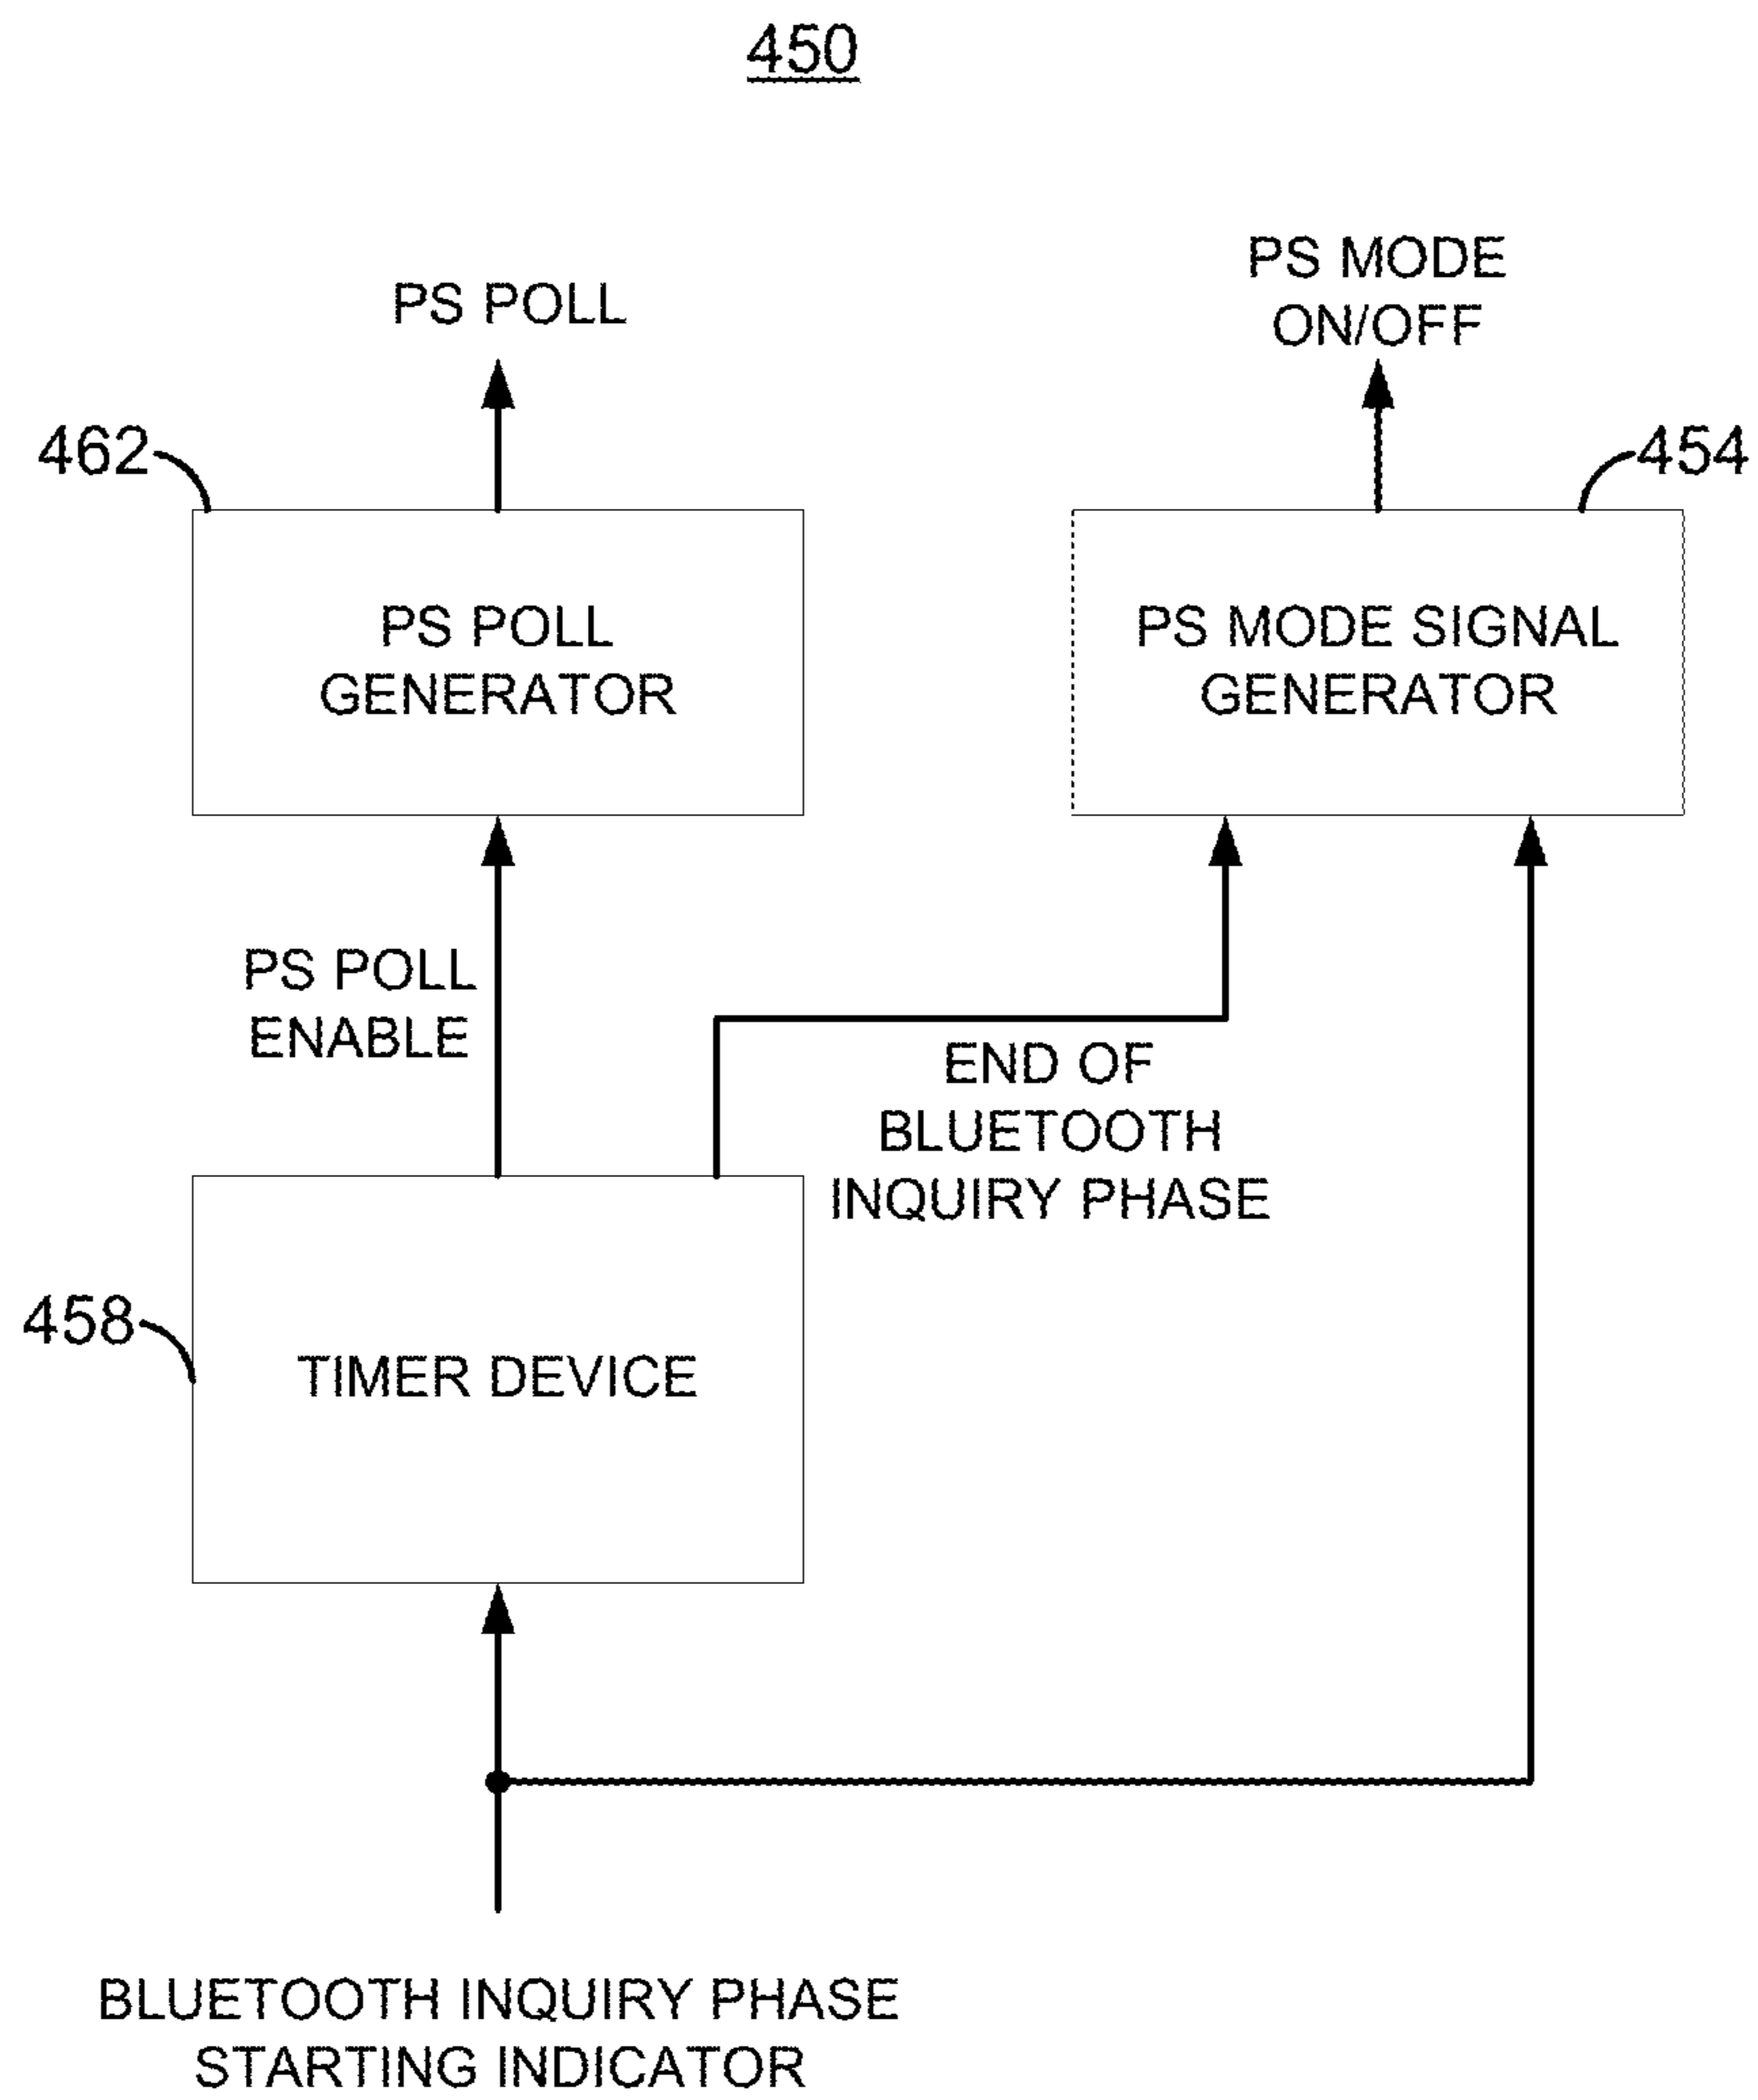 450
PS POLL
PS MODE
ON/OFF
462
454
PS POLL
GENERATOR
PS MODE SIGNAL
GENERATOR
PS POLL
ENABLE
END OF
BLUETOOTH
INQUIRY PHASE
458
TIMER DEVICE
BLUETOOTH INQUIRY PHASE
STARTING INDICATOR